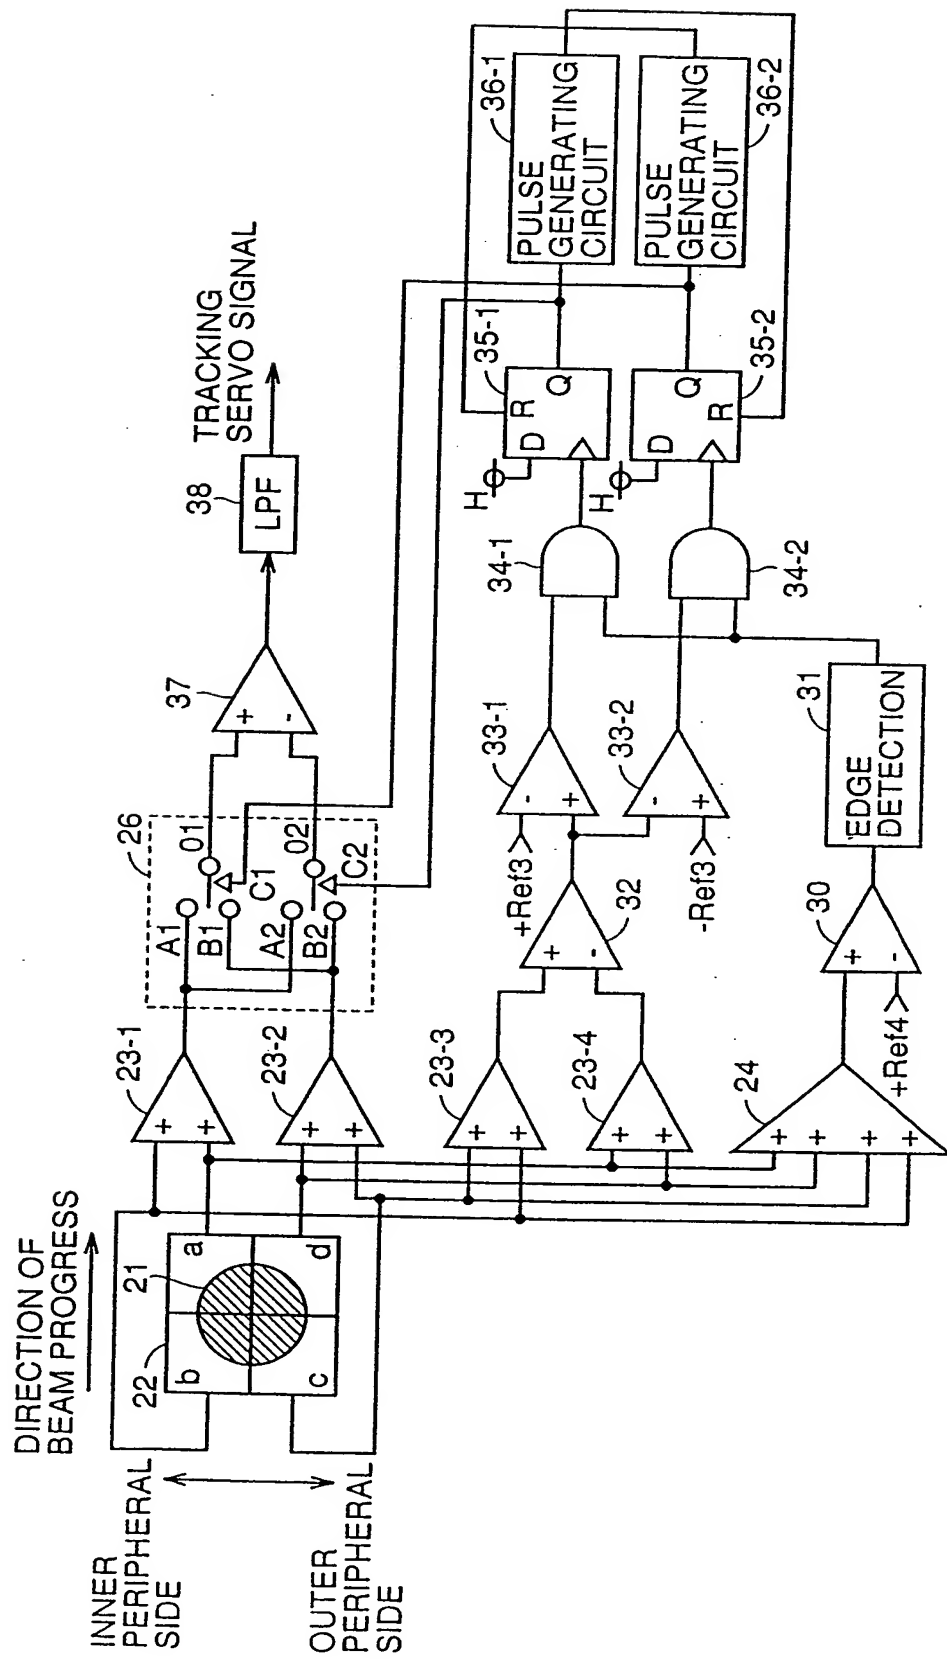 DIRECTION OF
BEAM PROGRESS
INNER
PERIPHERAL
SIDE
OUTER
PERIPHERAL
SIDE
22
21
b
a
c
d
23-1
+
+
23-2
+
+
26
A1
B1
A2
B2
O1
C1
O2
C2
37
+
-
38
LPF
TRACKING
SERVO SIGNAL
23-3
+
+
23-4
+
+
32
+
-
+Ref3
33-1
-
+
33-2
-
+
-Ref3
34-1
34-2
H
D
R
Q
35-1
H
D
R
Q
35-2
36-1
PULSE
GENERATING
CIRCUIT
PULSE
GENERATING
CIRCUIT
36-2
24
+
+
+
+
30
+
-
+Ref4
31
EDGE
DETECTION